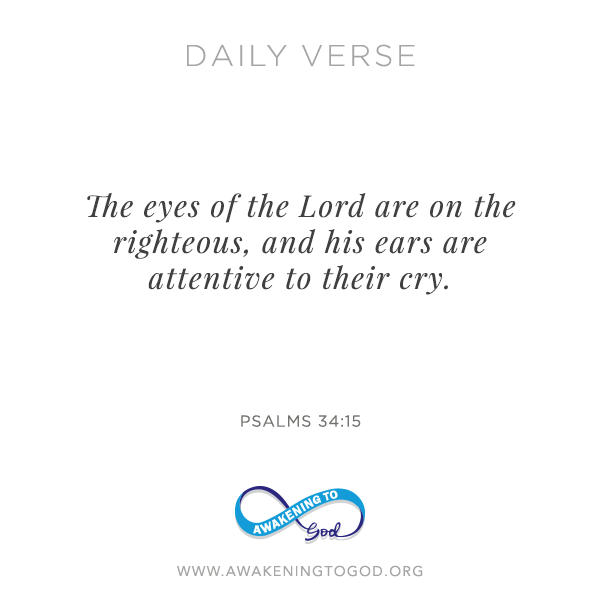 DAILY VERSE
The eyes of the Lord are on the
righteous, and his ears are
attentive to their cry.
PSALMS 34:15
AWAKENING TO
God
WWW.AWAKENINGTOGOD.ORG